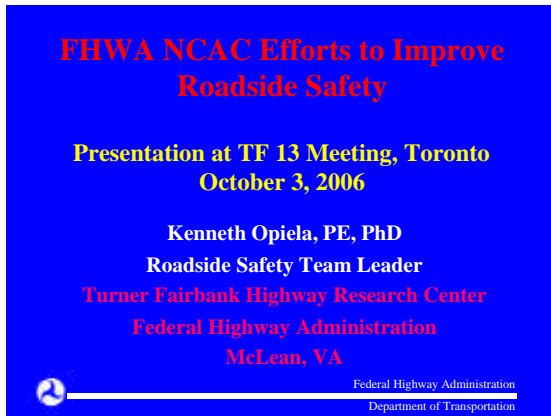 FHWA NCAC Efforts to Improve
Roadside Safety
Presentation at TF 13 Meeting, Toronto
October 3, 2006
Kenneth Opiela, PE, PhD
Roadside Safety Team Leader
Turner Fairbank Highway Research Center
Federal Highway Administration
McLean, VA
Federal Highway Administration
Department of Transportation